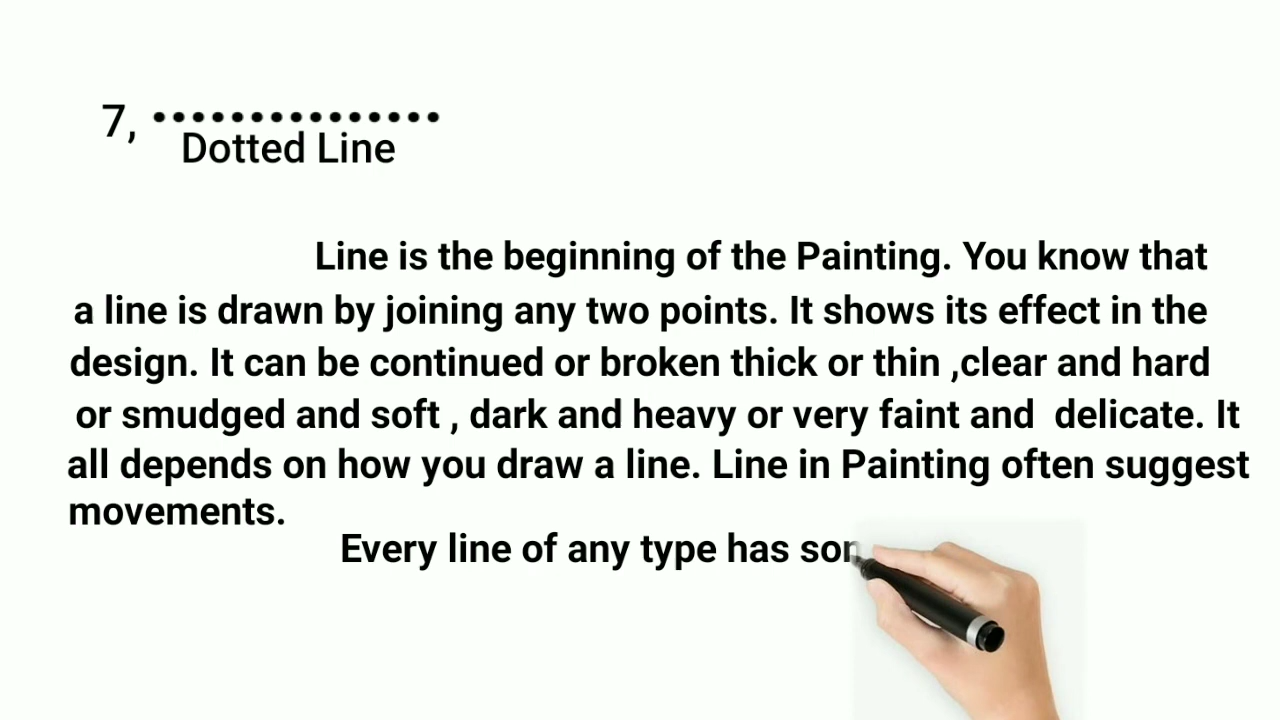 7, ...............
Dotted Line
Line is the beginning of the Painting. You know that
a line is drawn by joining any two points. It shows its effect in the
design. It can be continued or broken thick or thin ,clear and hard
or smudged and soft , dark and heavy or very faint and delicate. It
all depends on how you draw a line. Line in Painting often suggest
movements.
Every line of any type has